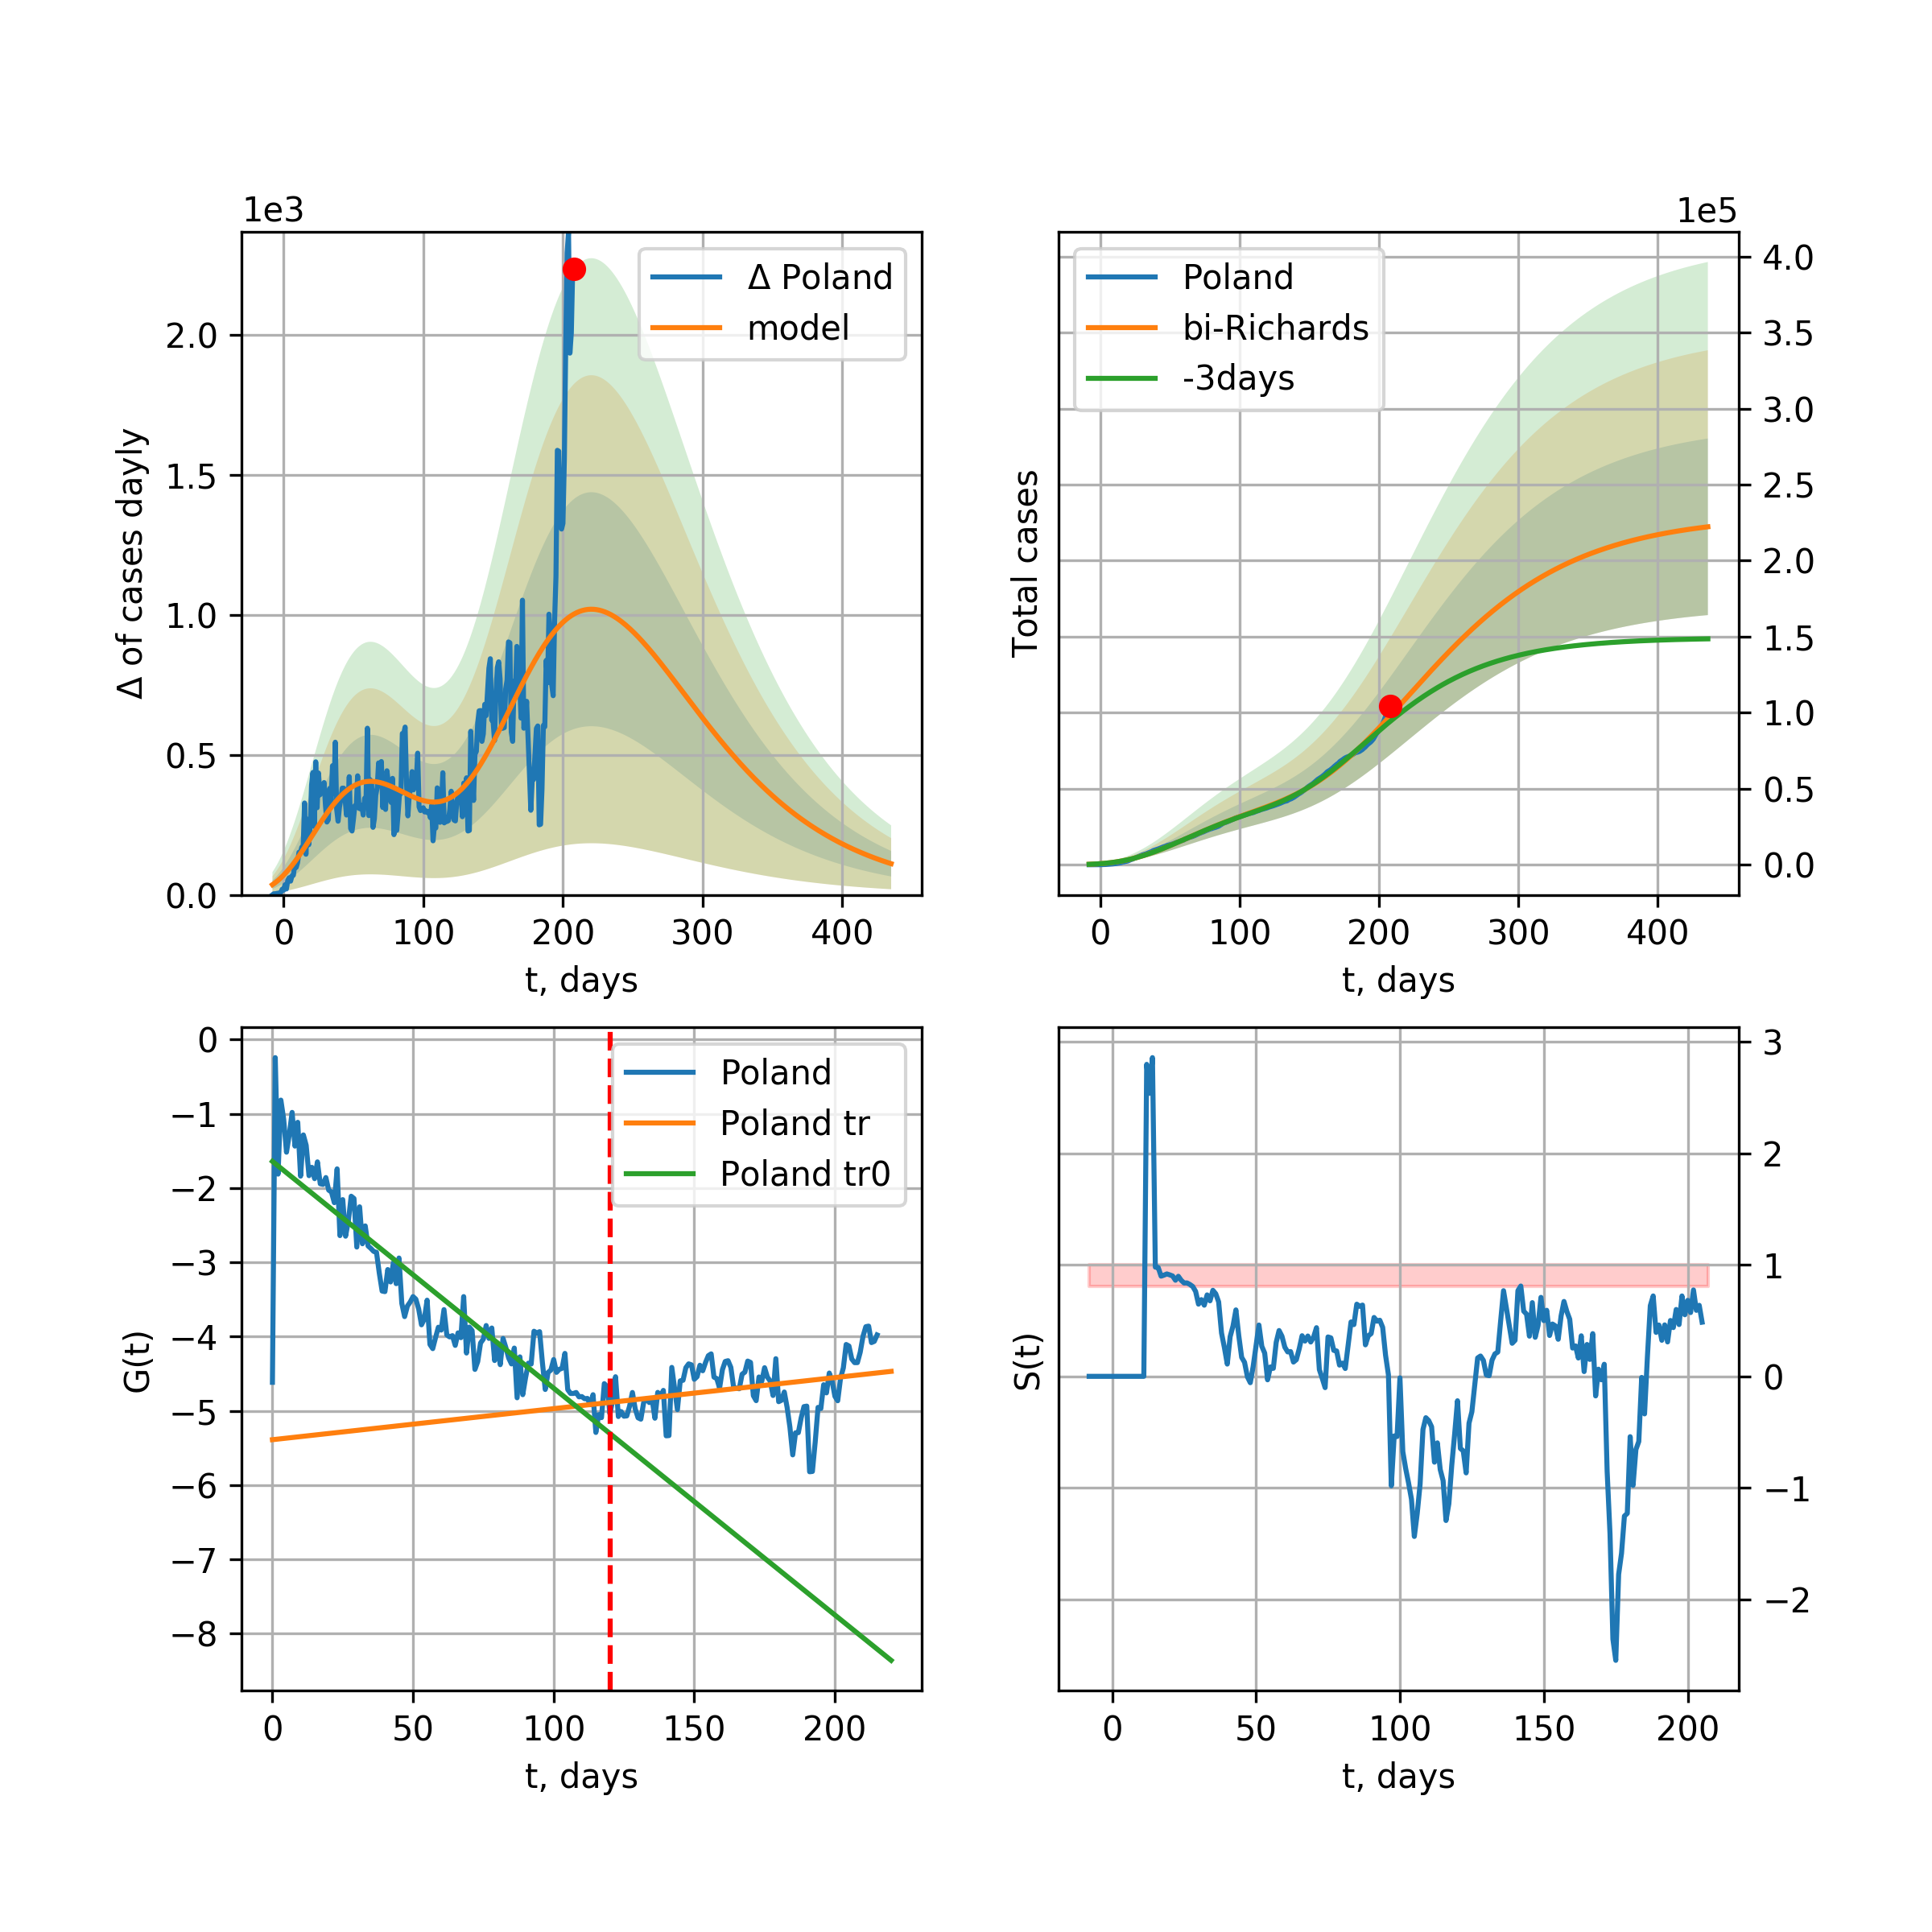 1e3
Δ of cases dayly
2.0
1.5
1.0
0.5
0.0
0 100 200 300 400
t, days
Δ Poland
model
1e5
Total cases
4.0
3.5
3.0
2.5
2.0
1.5
1.0
0.5
0.0
0 100 200 300 400
t, days
Poland
bi-Richards
-3days
G(t)
0
−1
−2
−3
−4
−5
−6
−7
−8
0 50 100 150 200
t, days
Poland
Poland tr
Poland tr0
S(t)
3
2
1
0
−1
−2
0 50 100 150 200
t, days